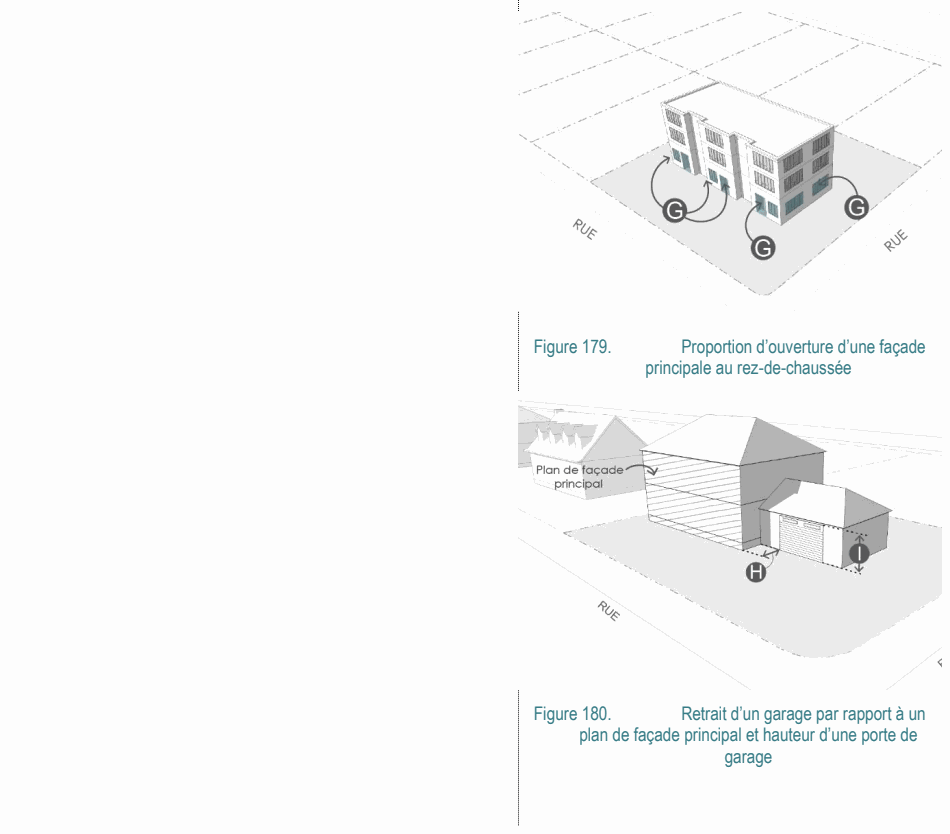 G
G
G
RUE
RUE
Figure 179. Proportion d’ouverture d’une façade
principale au rez-de-chaussée
Plan de façade
principal
I
H
RUE
Figure 180. Retrait d’un garage par rapport à un
plan de façade principal et hauteur d’une porte de
garage